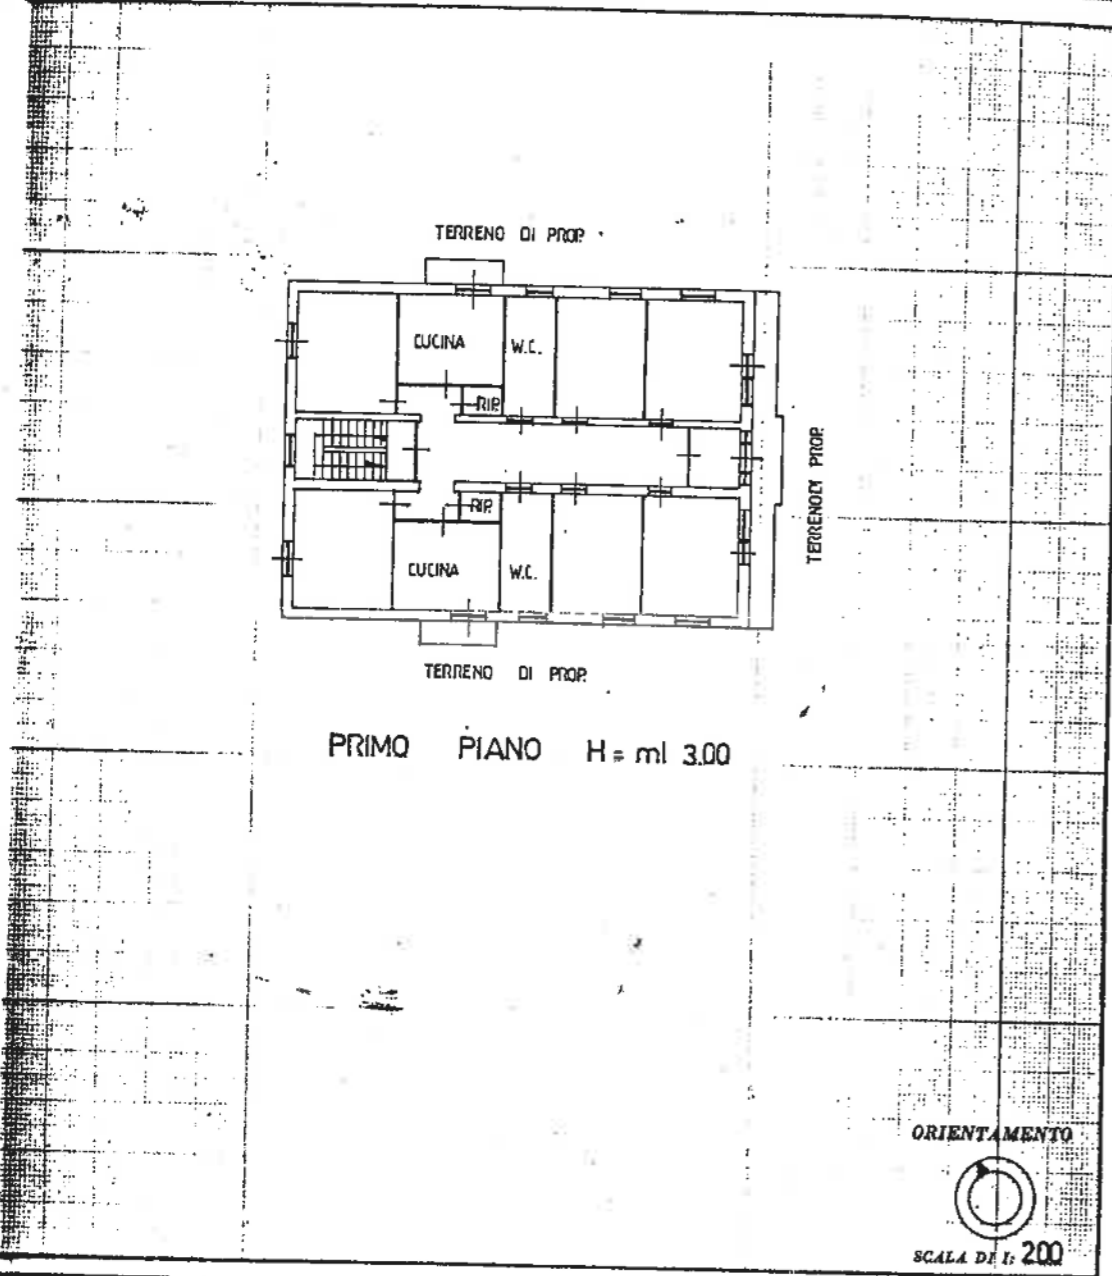 TERRENO DI PROP.
CUCINA
W.C.
RIP.
TERRENO DI PROP.
RIP.
CUCINA
W.C.
TERRENO DI PROP.
PRIMO PIANO H = ml 3.00
ORIENTAMENTO
SCALA DI 1: 200